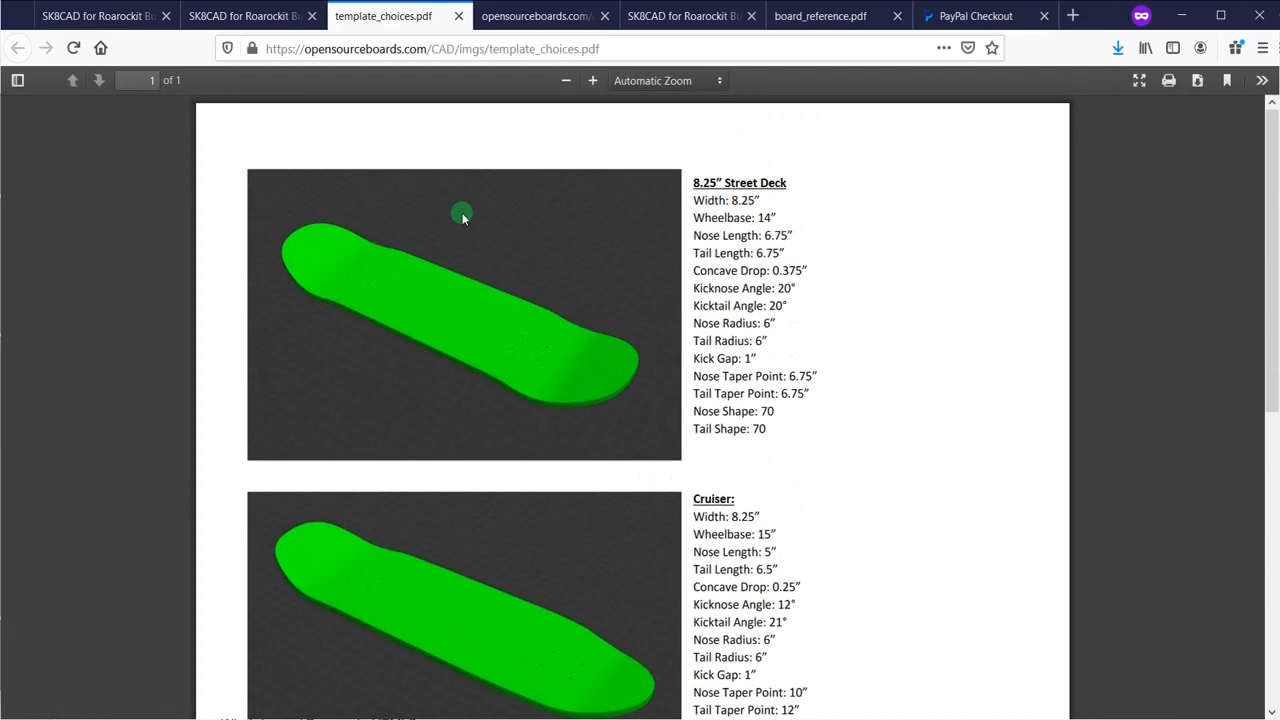 SK8CAD for Roarockit Bu
SK8CAD for Roarockit Bu
template_choices.pdf
opensourceboards.com/
SK8CAD for Roarockit Bu
board_reference.pdf
PayPal Checkout
https://opensourceboards.com/CAD/imgs/template_choices.pdf
1 of 1
Automatic Zoom
8.25” Street Deck
Width: 8.25”
Wheelbase: 14”
Nose Length: 6.75”
Tail Length: 6.75”
Concave Drop: 0.375”
Kicknose Angle: 20°
Kicktail Angle: 20°
Nose Radius: 6”
Tail Radius: 6”
Kick Gap: 1”
Nose Taper Point: 6.75”
Tail Taper Point: 6.75”
Nose Shape: 70
Tail Shape: 70
Cruiser:
Width: 8.25”
Wheelbase: 15”
Nose Length: 5”
Tail Length: 6.5”
Concave Drop: 0.25”
Kicknose Angle: 12°
Kicktail Angle: 21°
Nose Radius: 6”
Tail Radius: 6”
Kick Gap: 1”
Nose Taper Point: 10”
Tail Taper Point: 12”